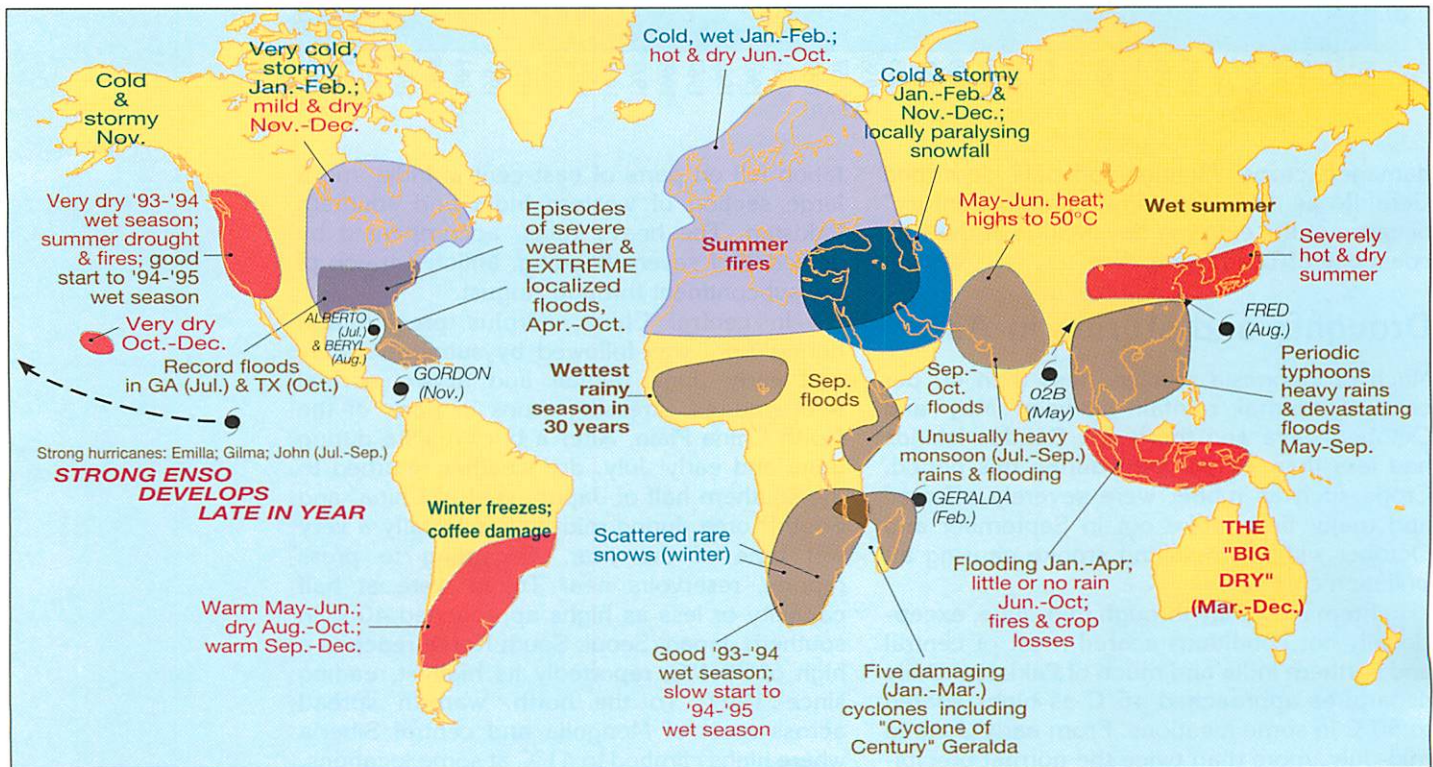 Cold
&
stormy
Nov.
Very cold,
stormy
Jan.-Feb.;
mild & dry
Nov.-Dec.
Cold, wet Jan.-Feb.;
hot & dry Jun.-Oct.
Cold & stormy
Jan.-Feb. &
Nov.-Dec.;
locally paralysing
snowfall
Very dry '93-'94
wet season;
summer drought
& fires; good
start to '94-'95
wet season
Episodes
of severe
weather &
EXTREME
localized
floods,
Apr.-Oct.
Summer
fires
May-Jun. heat;
highs to 50°C
Wet summer
Severely
hot & dry
summer
Very dry
Oct.-Dec.
ALBERTO
(Jul.)
& BERYL
(Aug.)
Record floods
in GA (Jul.) & TX (Oct.)
GORDON
(Nov.)
Wettest
rainy
season in
30 years
Sep.
floods
Sep.-
Oct.
floods
02B
(May)
FRED
(Aug.)
Periodic
typhoons
heavy rains
& devastating
floods
May-Sep.
Unusually heavy
monsoon (Jul.-Sep.)
rains & flooding
Strong hurricanes: Emilla; Gilma; John (Jul.-Sep.)
STRONG ENSO
DEVELOPS
LATE IN YEAR
Winter freezes;
coffee damage
Scattered rare
snows (winter)
GERALDA
(Feb.)
Warm May-Jun.;
dry Aug.-Oct.;
warm Sep.-Dec.
Good '93-'94
wet season;
slow start to
'94-'95
wet season
Five damaging
(Jan.-Mar.)
cyclones including
"Cyclone of
Century" Geralda
Flooding Jan.-Apr;
little or no rain
Jun.-Oct;
fires & crop
losses
THE
"BIG
DRY"
(Mar.-Dec.)